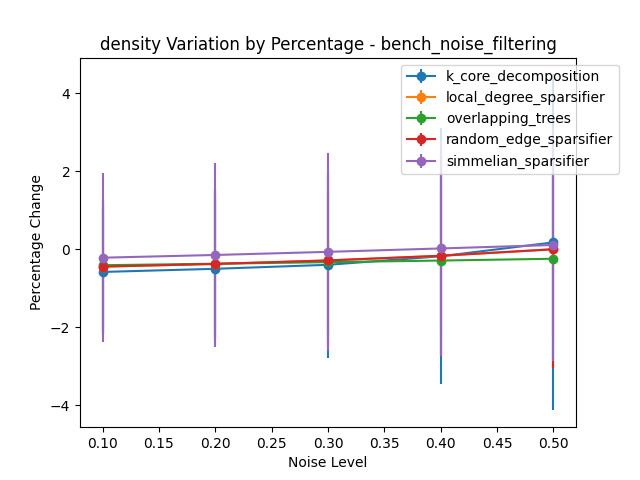 density Variation by Percentage - bench_noise_filtering
k_core_decomposition
local_degree_sparsifier
overlapping_trees
random_edge_sparsifier
simmelian_sparsifier
Percentage Change
4
2
0
−2
−4
0.10 0.15 0.20 0.25 0.30 0.35 0.40 0.45 0.50
Noise Level